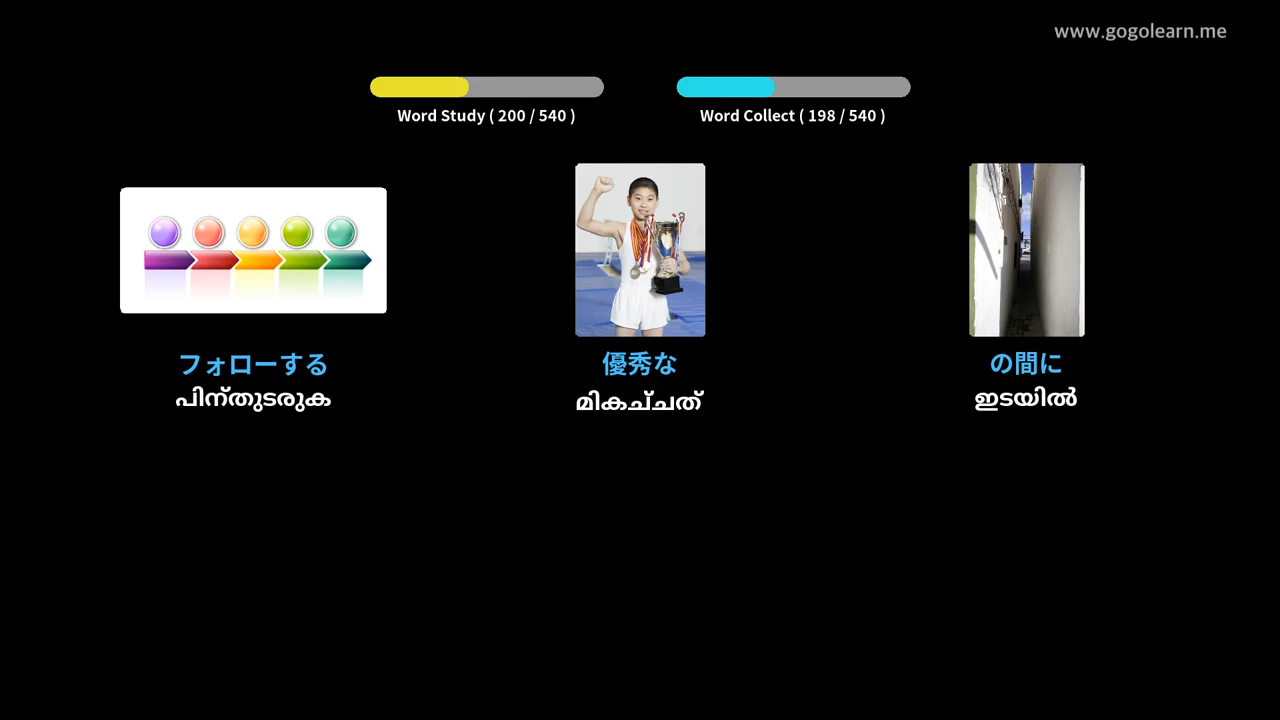 www.gogolearn.me
Word Study ( 200 / 540 )
Word Collect ( 198 / 540 )
フォローする
പിന്തുടരുക
優秀な
മികച്ചത്
の間に
ഇടയിൽ